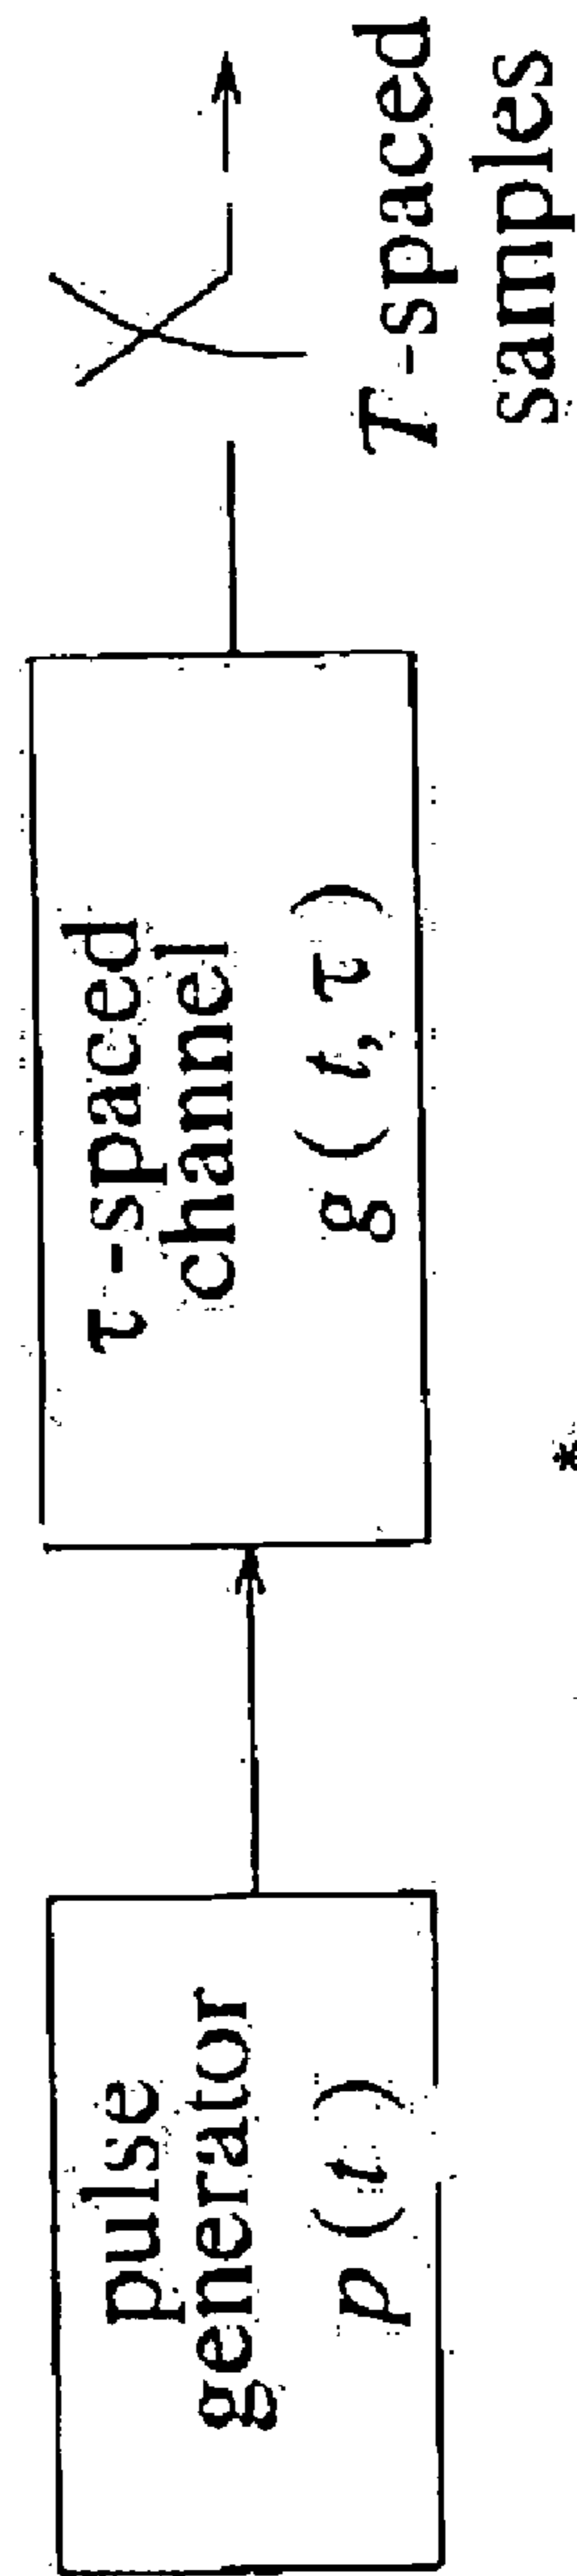 pulse
generator
p(t)
τ-spaced
channel
g(t, τ)
T-spaced
samples
*